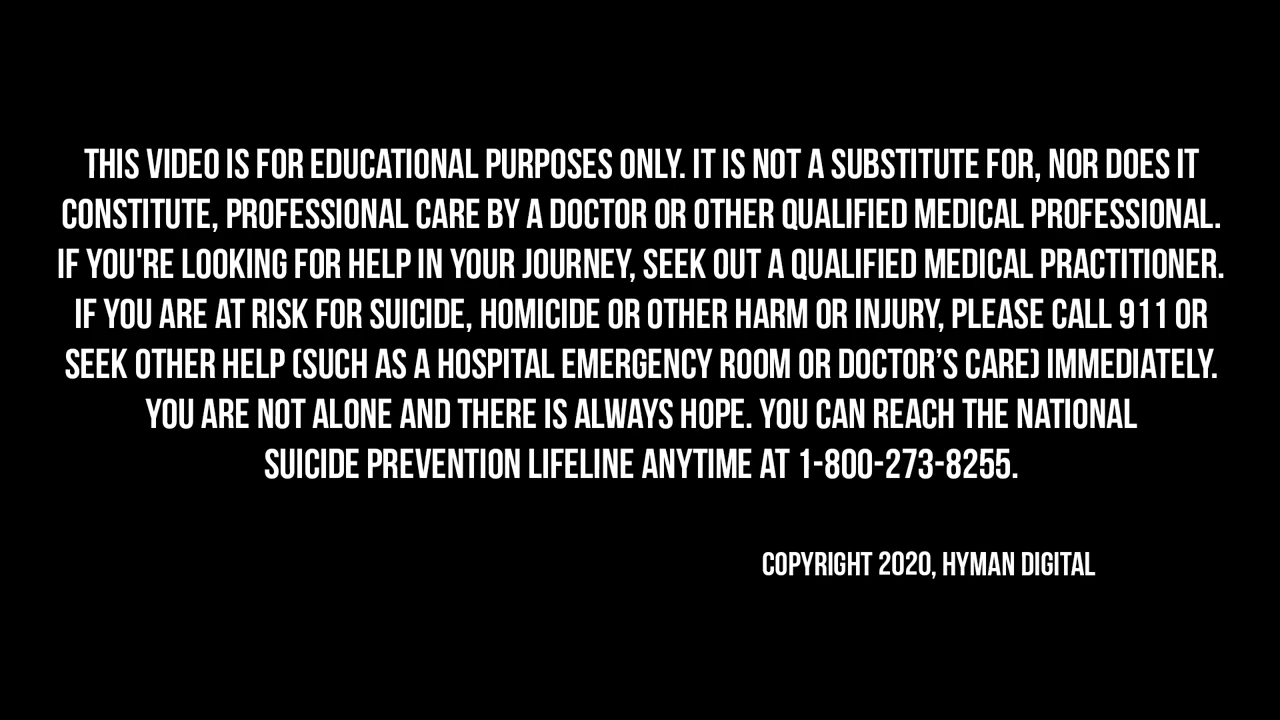 THIS VIDEO IS FOR EDUCATIONAL PURPOSES ONLY. IT IS NOT A SUBSTITUTE FOR, NOR DOES IT
CONSTITUTE, PROFESSIONAL CARE BY A DOCTOR OR OTHER QUALIFIED MEDICAL PROFESSIONAL.
IF YOU'RE LOOKING FOR HELP IN YOUR JOURNEY, SEEK OUT A QUALIFIED MEDICAL PRACTITIONER.
IF YOU ARE AT RISK FOR SUICIDE, HOMICIDE OR OTHER HARM OR INJURY, PLEASE CALL 911 OR
SEEK OTHER HELP (SUCH AS A HOSPITAL EMERGENCY ROOM OR DOCTOR’S CARE) IMMEDIATELY.
YOU ARE NOT ALONE AND THERE IS ALWAYS HOPE. YOU CAN REACH THE NATIONAL
SUICIDE PREVENTION LIFELINE ANYTIME AT 1-800-273-8255.
COPYRIGHT 2020, HYMAN DIGITAL